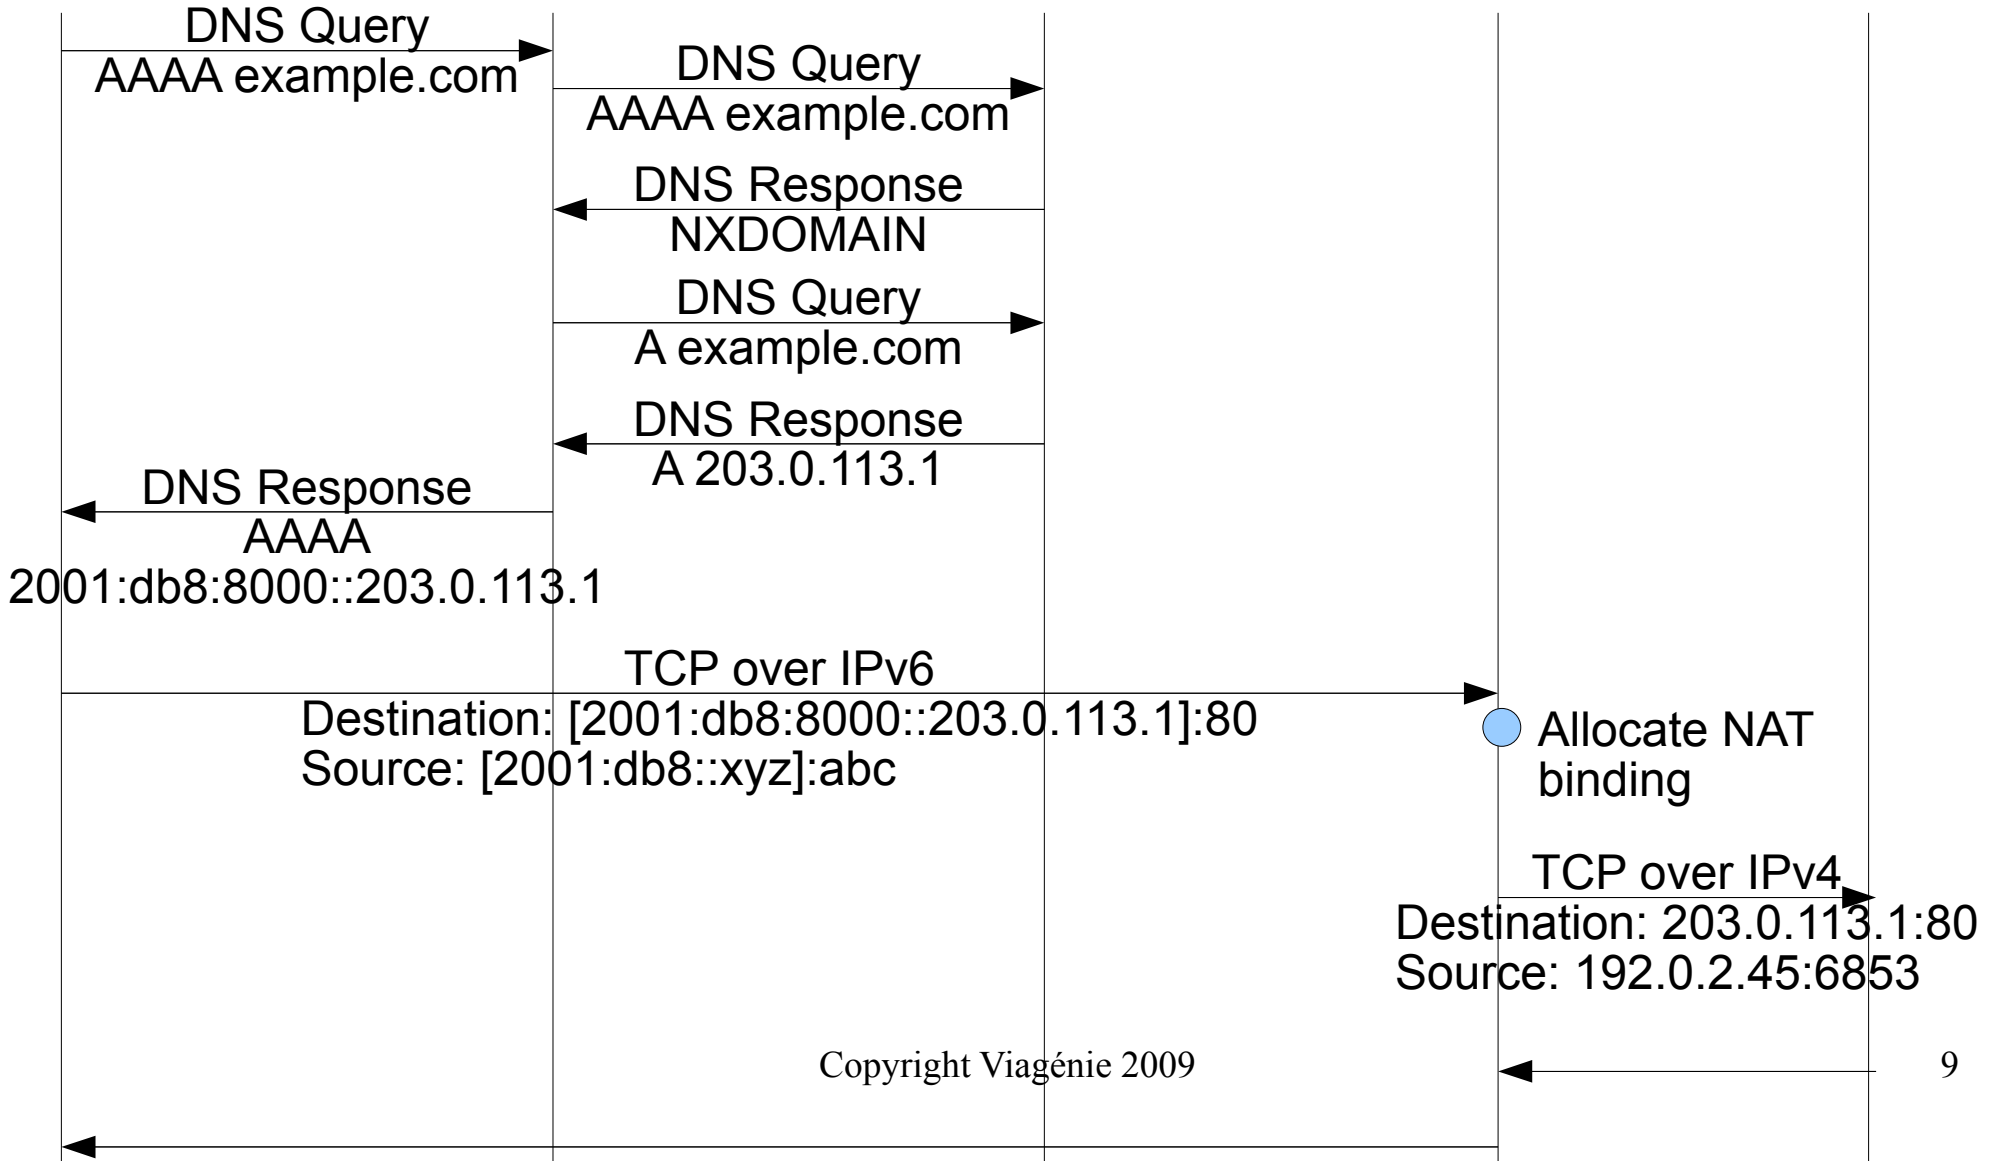 DNS Query
AAAA example.com
DNS Query
AAAA example.com
DNS Response
NXDOMAIN
DNS Query
A example.com
DNS Response
A 203.0.113.1
DNS Response
AAAA
2001:db8:8000::203.0.113.1
TCP over IPv6
Destination: [2001:db8:8000::203.0.113.1]:80
Source: [2001:db8::xyz]:abc
Allocate NAT
binding
TCP over IPv4
Destination: 203.0.113.1:80
Source: 192.0.2.45:6853
Copyright Viagénie 2009
9